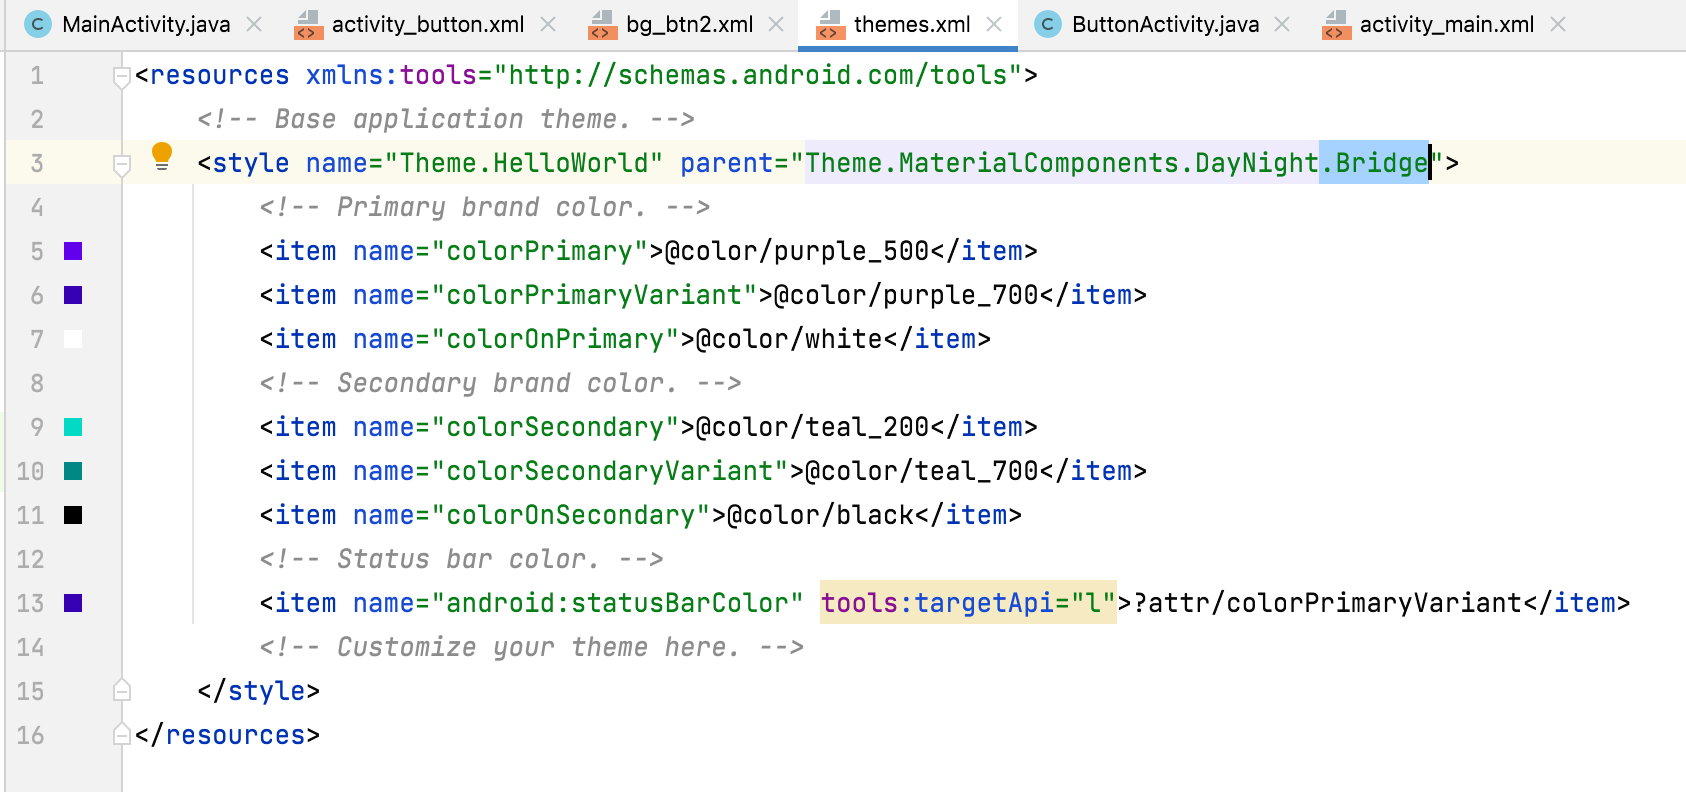 MainActivity.java activity_button.xml bg_btn2.xml themes.xml ButtonActivity.java activity_main.xml
1 <resources xmlns:tools="http://schemas.android.com/tools">
2 <!-- Base application theme. -->
3 <style name="Theme.HelloWorld" parent="Theme.MaterialComponents.DayNight.Bridge">
4 <!-- Primary brand color. -->
5 <item name="colorPrimary">@color/purple_500</item>
6 <item name="colorPrimaryVariant">@color/purple_700</item>
7 <item name="colorOnPrimary">@color/white</item>
8 <!-- Secondary brand color. -->
9 <item name="colorSecondary">@color/teal_200</item>
10 <item name="colorSecondaryVariant">@color/teal_700</item>
11 <item name="colorOnSecondary">@color/black</item>
12 <!-- Status bar color. -->
13 <item name="android:statusBarColor" tools:targetApi="l">?attr/colorPrimaryVariant</item>
14 <!-- Customize your theme here. -->
15 </style>
16 </resources>